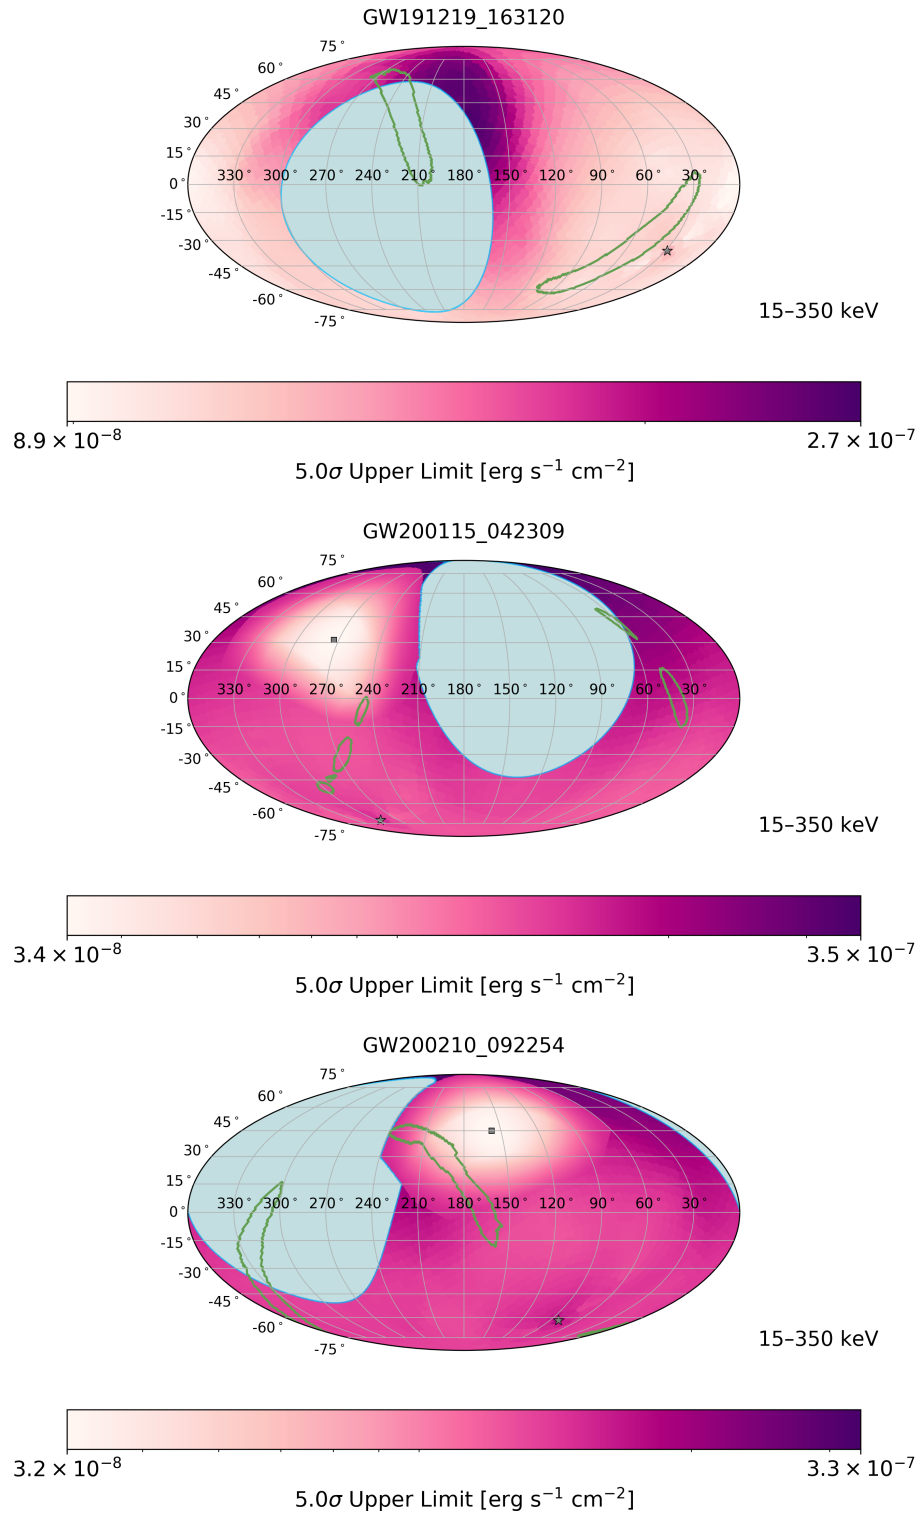 GW191219_163120
75°
60°
45°
30°
15°
330° 300° 270° 240° 210° 180° 150° 120° 90° 60° 30°
0°
-15°
-30°
-45°
-60°
-75°
15–350 keV
8.9 × 10⁻⁸ 2.7 × 10⁻⁷
5.0σ Upper Limit [erg s⁻¹ cm⁻²]
GW200115_042309
75°
60°
45°
30°
15°
330° 300° 270° 240° 210° 180° 150° 120° 90° 60° 30°
0°
-15°
-30°
-45°
-60°
-75°
15–350 keV
3.4 × 10⁻⁸ 3.5 × 10⁻⁷
5.0σ Upper Limit [erg s⁻¹ cm⁻²]
GW200210_092254
75°
60°
45°
30°
15°
330° 300° 270° 240° 210° 180° 150° 120° 90° 60° 30°
0°
-15°
-30°
-45°
-60°
-75°
15–350 keV
3.2 × 10⁻⁸ 3.3 × 10⁻⁷
5.0σ Upper Limit [erg s⁻¹ cm⁻²]